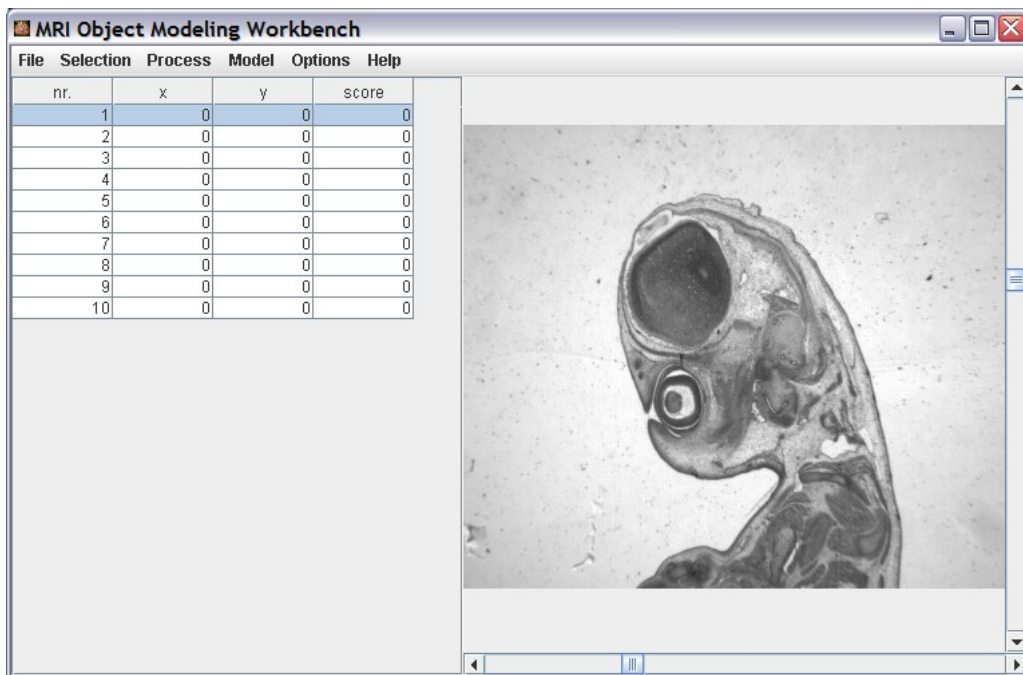 MRI Object Modeling Workbench
File Selection Process Model Options Help
nr. x y score
1 0 0 0
2 0 0 0
3 0 0 0
4 0 0 0
5 0 0 0
6 0 0 0
7 0 0 0
8 0 0 0
9 0 0 0
10 0 0 0